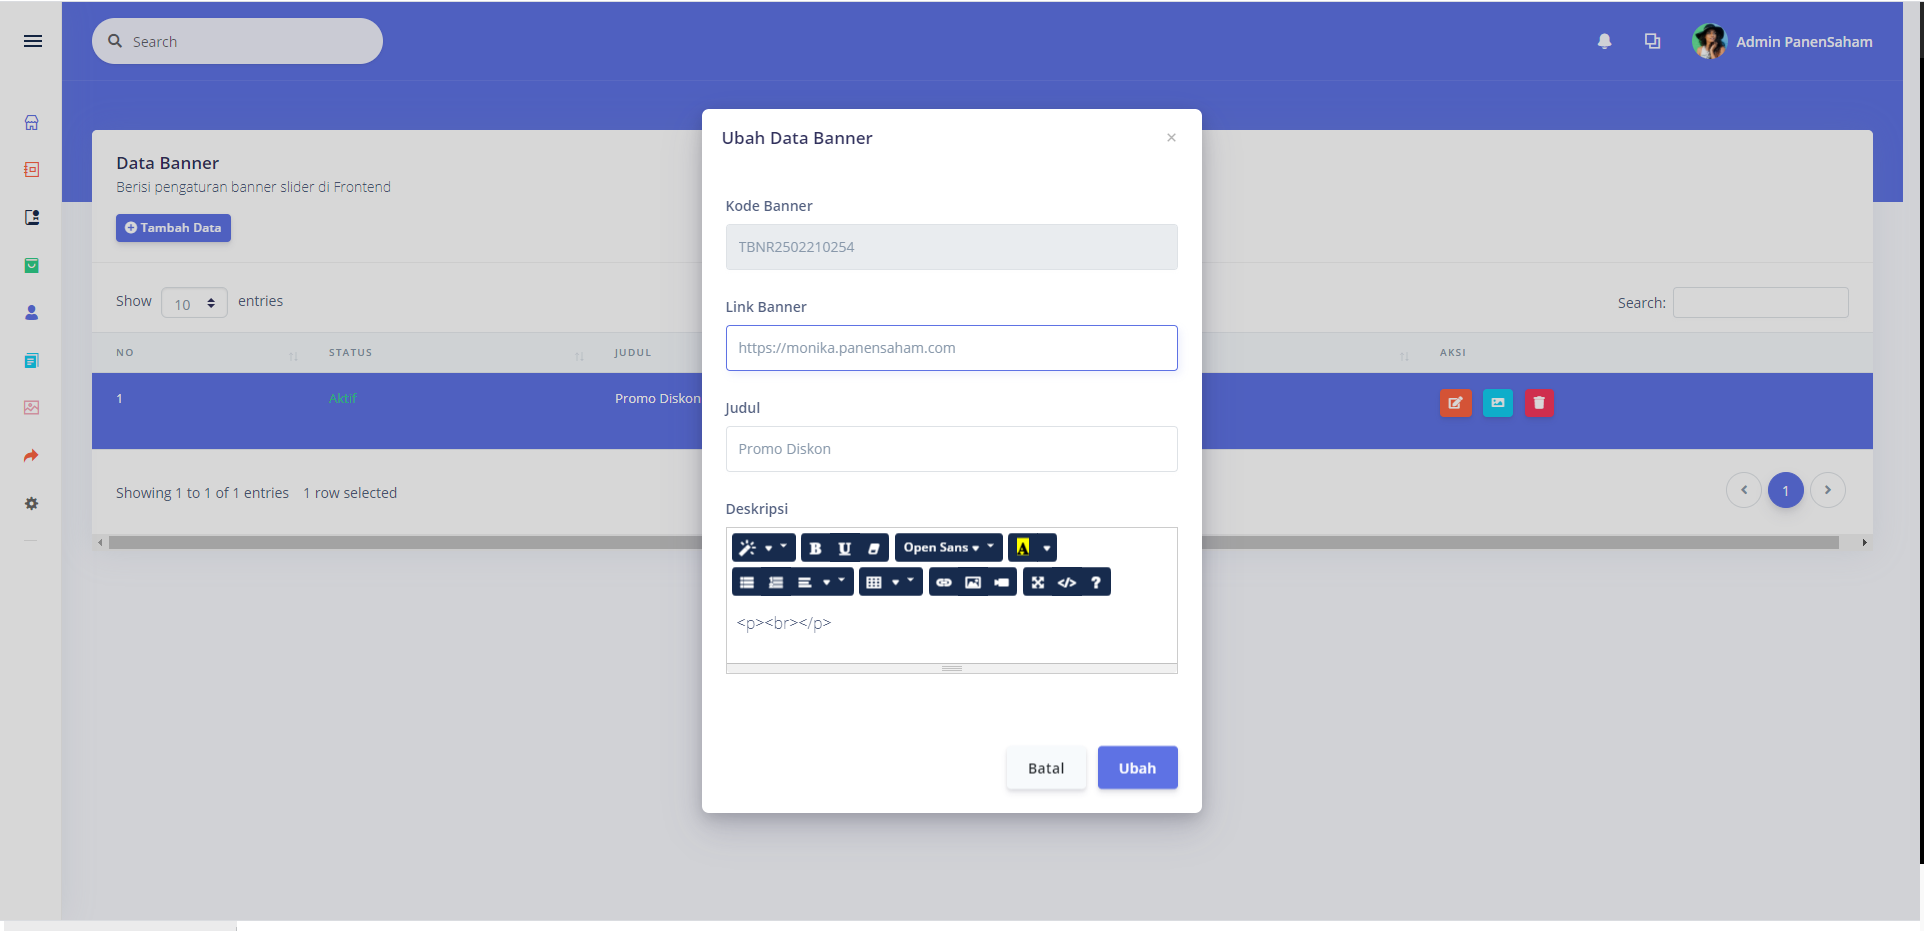 Search
Admin PanenSaham
Data Banner
Berisi pengaturan banner slider di Frontend
Tambah Data
Show 10 entries
Search:
NO STATUS JUDUL AKSI
1 Aktif Promo Diskon
Showing 1 to 1 of 1 entries 1 row selected
1
Ubah Data Banner
×
Kode Banner
TBNR2502210254
Link Banner
https://monika.panensaham.com
Judul
Promo Diskon
Deskripsi
B U Open Sans A
</> ?
<p><br></p>
Batal Ubah